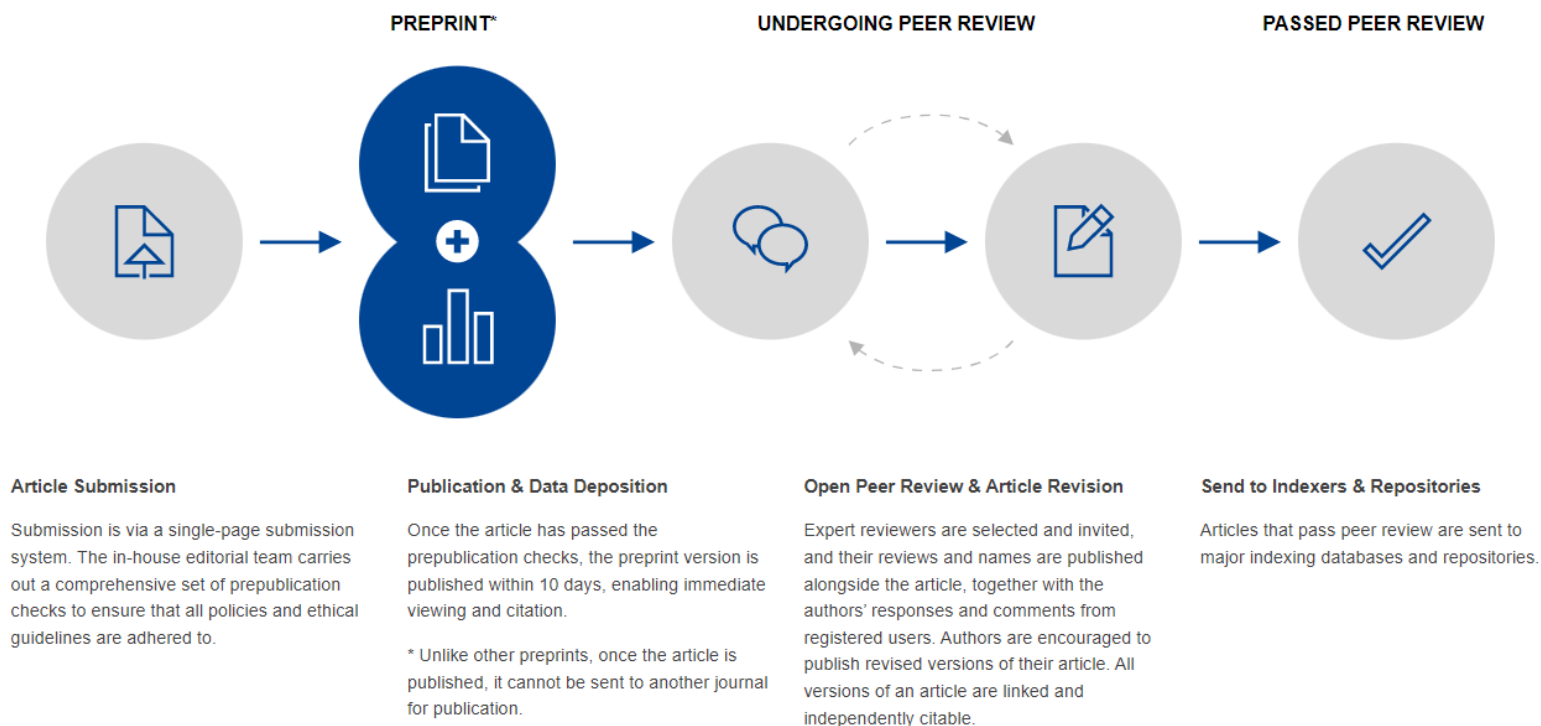 PREPRINT*
UNDERGOING PEER REVIEW
PASSED PEER REVIEW
Article Submission
Submission is via a single-page submission
system. The in-house editorial team carries
out a comprehensive set of prepublication
checks to ensure that all policies and ethical
guidelines are adhered to.
Publication & Data Deposition
Once the article has passed the
prepublication checks, the preprint version is
published within 10 days, enabling immediate
viewing and citation.
* Unlike other preprints, once the article is
published, it cannot be sent to another journal
for publication.
Open Peer Review & Article Revision
Expert reviewers are selected and invited,
and their reviews and names are published
alongside the article, together with the
authors’ responses and comments from
registered users. Authors are encouraged to
publish revised versions of their article. All
versions of an article are linked and
independently citable.
Send to Indexers & Repositories
Articles that pass peer review are sent to
major indexing databases and repositories.